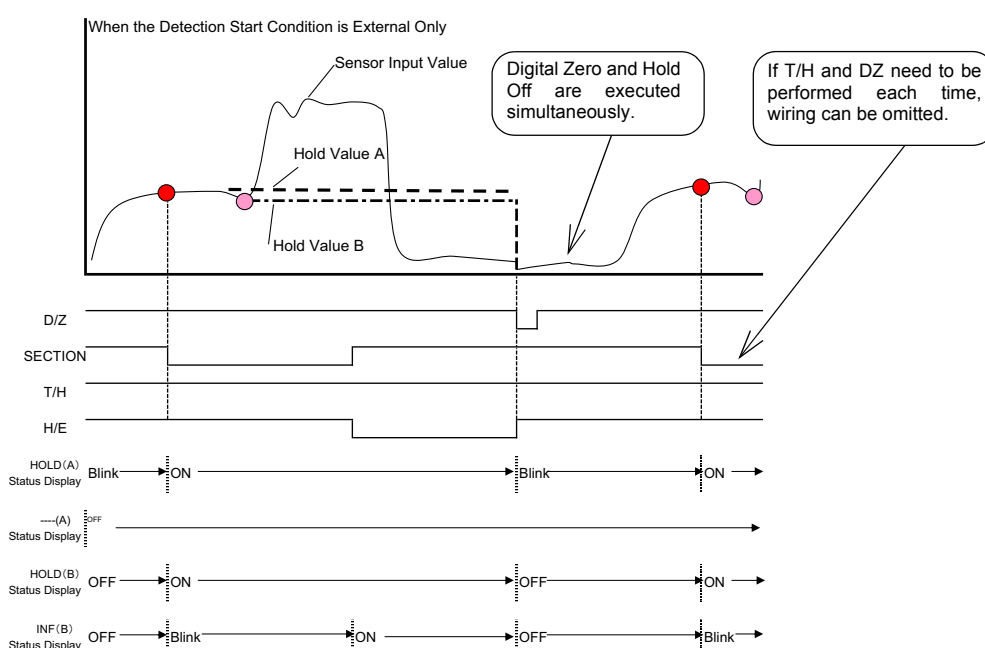 When the Detection Start Condition is External Only
Sensor Input Value
Digital Zero and Hold
Off are executed
simultaneously.
If T/H and DZ need to be
performed each time,
wiring can be omitted.
Hold Value A
Hold Value B
D/Z
SECTION
T/H
H/E
HOLD(A)
Status Display
Blink
ON
Blink
ON
----(A)
Status Display
OFF
HOLD(B)
Status Display
OFF
ON
OFF
ON
INF(B)
Status Display
OFF
Blink
ON
OFF
Blink